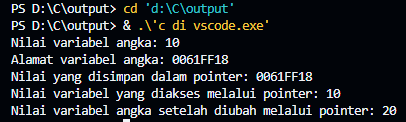 PS D:\C\output> cd 'd:\C\output'
PS D:\C\output> & .\'c di vscode.exe'
Nilai variabel angka: 10
Alamat variabel angka: 0061FF18
Nilai yang disimpan dalam pointer: 0061FF18
Nilai variabel yang diakses melalui pointer: 10
Nilai variabel angka setelah diubah melalui pointer: 20